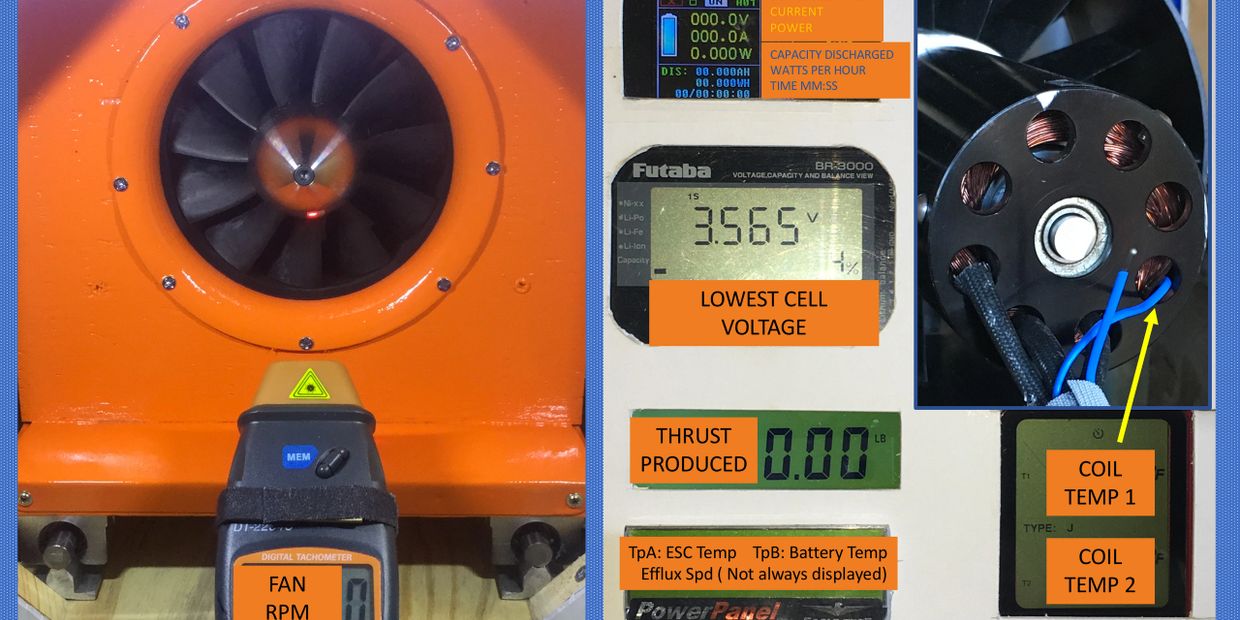 MEM
DIGITAL TACHOMETER
FAN
RPM
0
000.0V
000.0A
0.000W
DIS: 00.000AH
00.000WH
00/00:00:00
CURRENT
POWER
CAPACITY DISCHARGED
WATTS PER HOUR
TIME MM:SS
Futaba
BR-3000
VOLTAGE,CAPACITY AND BALANCE VIEW
Ni-xx
Li-Po
Li-Fe
Li-Ion
Capacity
1S
3.565 V
4%
LOWEST CELL
VOLTAGE
THRUST
PRODUCED
0.00 LB
TpA: ESC Temp TpB: Battery Temp
Efflux Spd ( Not always displayed)
PowerPanel
T1
COIL
TEMP 1
F
TYPE: J
T2
COIL
TEMP 2